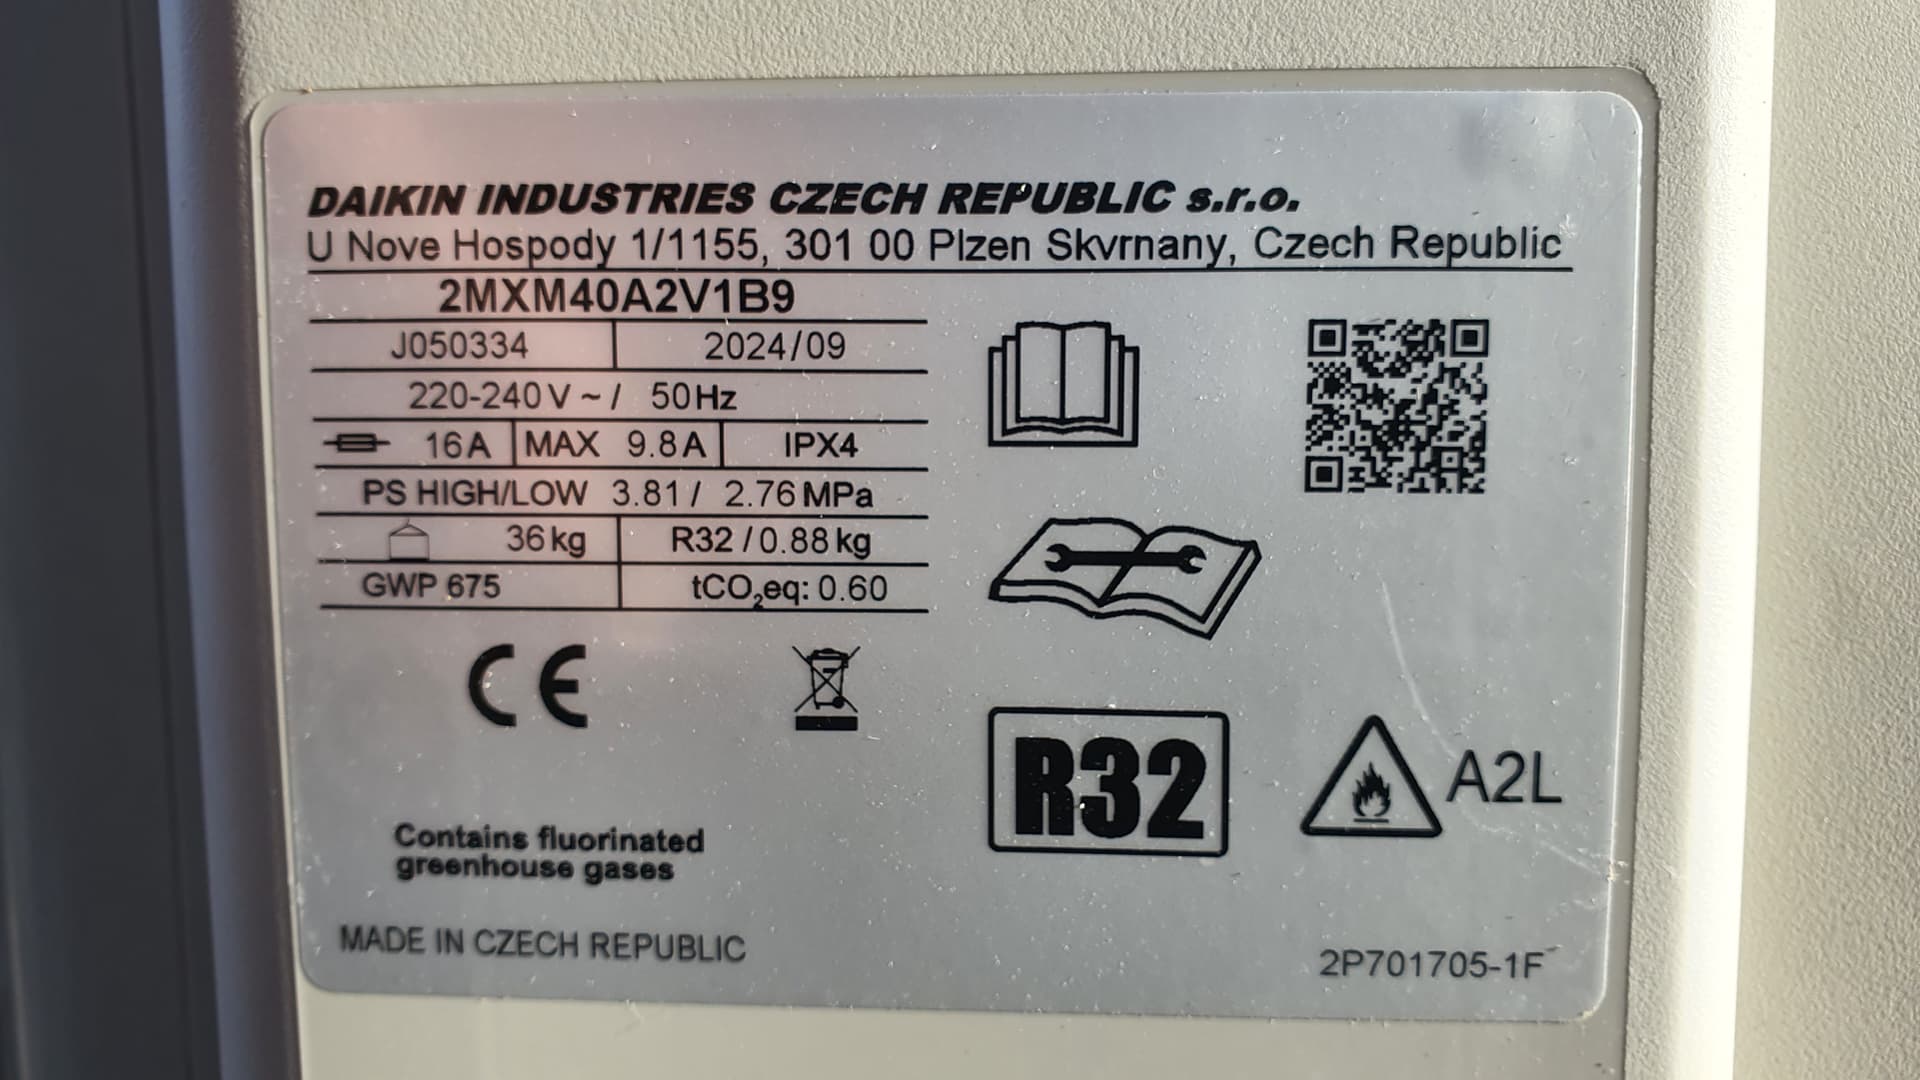 DAIKIN INDUSTRIES CZECH REPUBLIC s.r.o.
U Nove Hospody 1/1155, 301 00 Plzen Skvrnany, Czech Republic
2MXM40A2V1B9
J050334 2024/09
220-240V ~ / 50Hz
16A MAX 9.8A IPX4
PS HIGH/LOW 3.81 / 2.76 MPa
36kg R32 / 0.88 kg
GWP 675 tCO₂eq: 0.60
CE
R32
A2L
Contains fluorinated
greenhouse gases
MADE IN CZECH REPUBLIC
2P701705-1F